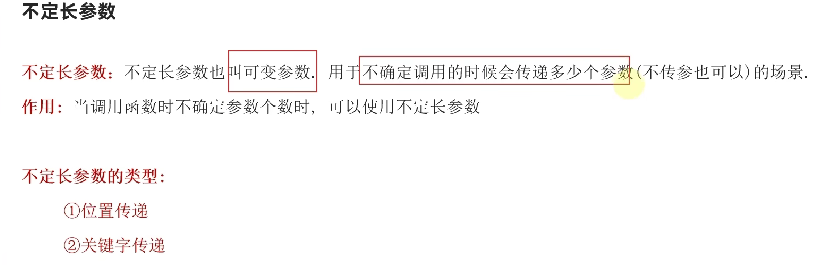 不定长参数
不定长参数：不定长参数也叫可变参数. 用于不确定调用的时候会传递多少个参数(不传参也可以)的场景.
作用：当调用函数时不确定参数个数时, 可以使用不定长参数
不定长参数的类型：
①位置传递
②关键字传递